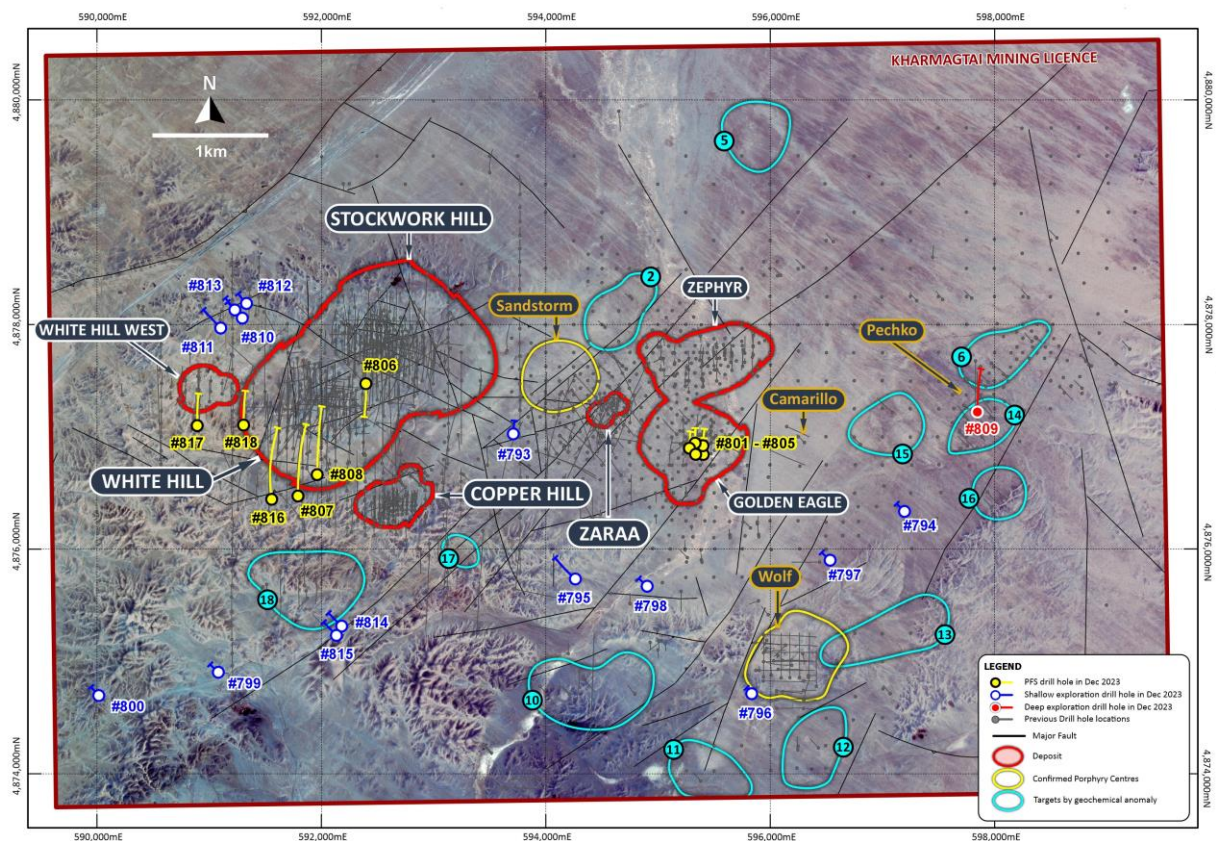 590,000mE
592,000mE
594,000mE
596,000mE
598,000mE
KHARMAGTAI MINING LICENCE
4,880,000mN
4,880,000mN
N
1km
5
STOCKWORK HILL
2
ZEPHYR
#813
#812
Sandstorm
4,878,000mN
4,878,000mN
WHITE HILL WEST
#810
#811
Pechko
6
#806
Camarillo
#809
14
#817
#818
#793
#801 - #805
15
WHITE HILL
#808
COPPER HILL
GOLDEN EAGLE
16
#816
#807
ZARAA
#794
4,876,000mN
4,876,000mN
17
#797
Wolf
18
#795
#798
#814
#815
13
#799
#800
10
#796
11
12
4,874,000mN
4,874,000mN
LEGEND
PFS drill hole in Dec 2023
Shallow exploration drill hole in Dec 2023
Deep exploration drill hole in Dec 2023
Previous Drill hole locations
Major Fault
Deposit
Confirmed Porphyry Centres
Targets by geochemical anomaly
590,000mE
592,000mE
594,000mE
596,000mE
598,000mE